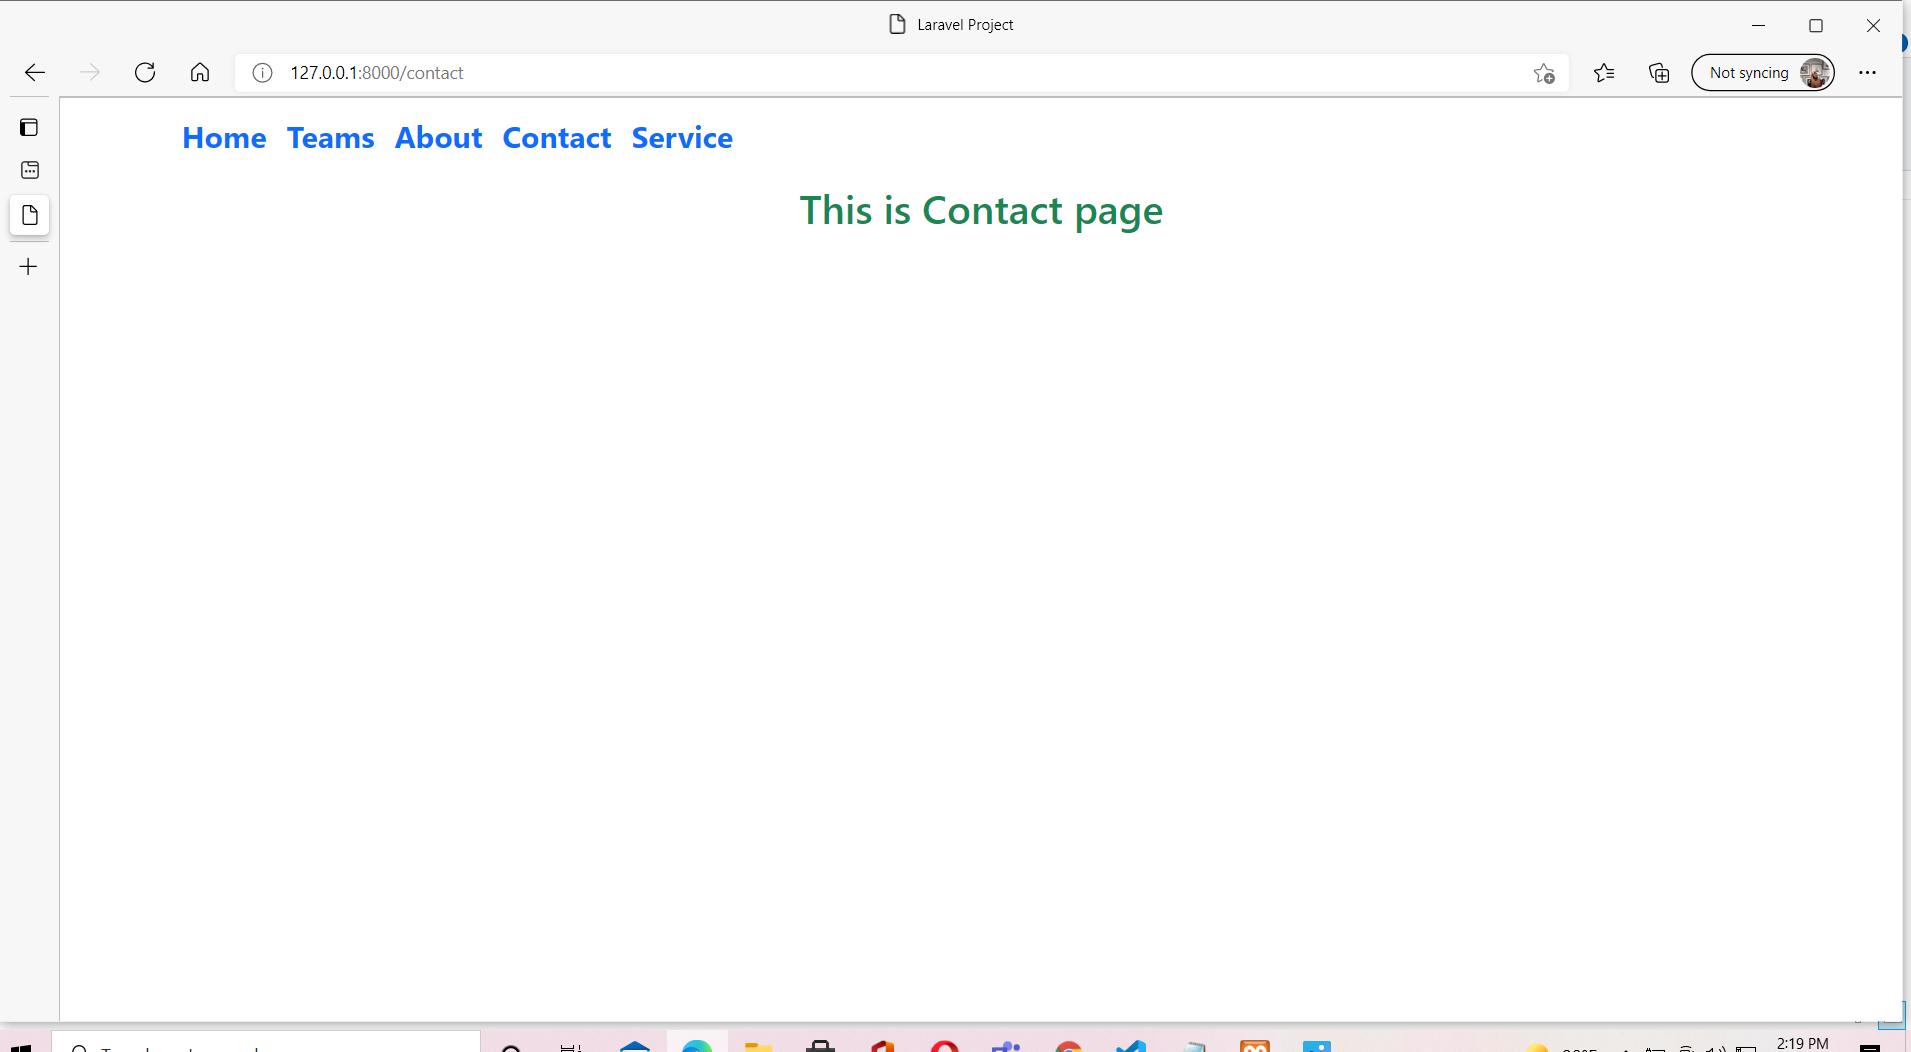 Laravel Project
127.0.0.1:8000/contact
Not syncing
Home Teams About Contact Service
This is Contact page
2:19 PM